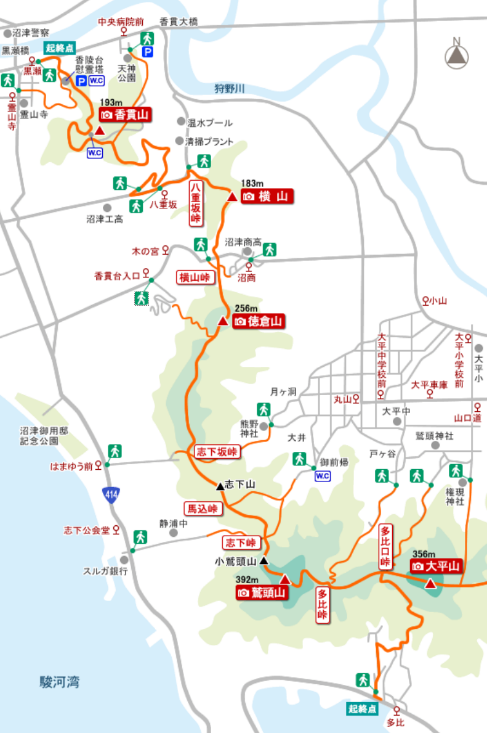 中央病院前
香貫大橋
沼津警察
黒瀬橋
起終点
黒瀬
香陵台
慰霊塔
P
W.C
天神
公園
P
狩野川
N
霊山寺
霊山寺
193m
香貫山
W.C
温水プール
清掃プラント
八重坂峠
183m
横山
八重坂
沼津工高
木の宮
沼津商高
沼商
横山峠
香貫台入口
256m
徳倉山
小山
大平中学校前
大平小学校前
大平小
月ヶ洞
丸山
大平車庫
大平中
山口道
熊野
神社
大井
鷲頭神社
沼津御用邸
記念公園
志下坂峠
御前帰
W.C
戸ヶ谷
はまゆう前
権現
神社
志下山
414
馬込峠
静浦中
志下公会堂
志下峠
多比口峠
小鷲頭山
356m
大平山
スルガ銀行
392m
鷲頭山
多比峠
駿河湾
起終点
多比